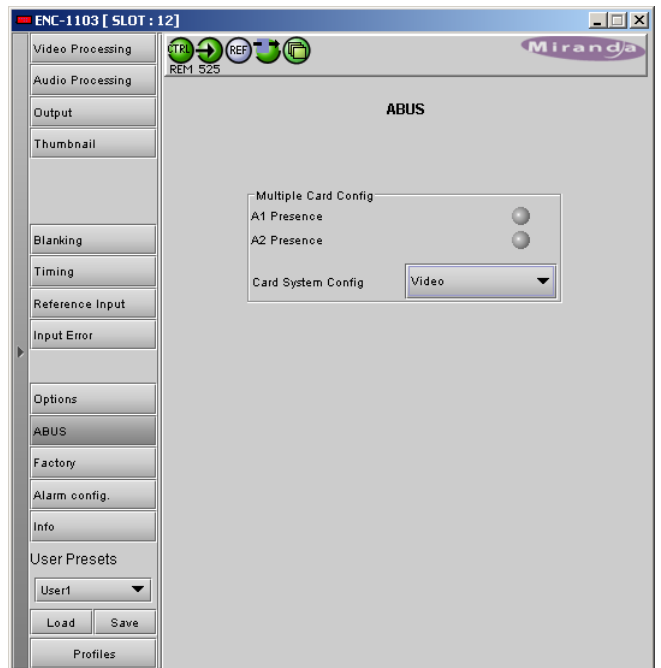 ENC-1103 [ SLOT : 12]
Video Processing
Audio Processing
Output
Thumbnail
Blanking
Timing
Reference Input
Input Error
Options
ABUS
Factory
Alarm config.
Info
User Presets
User1
Load Save
Profiles
CTRL REF
REM 525
Miranda
ABUS
Multiple Card Config
A1 Presence
A2 Presence
Card System Config Video